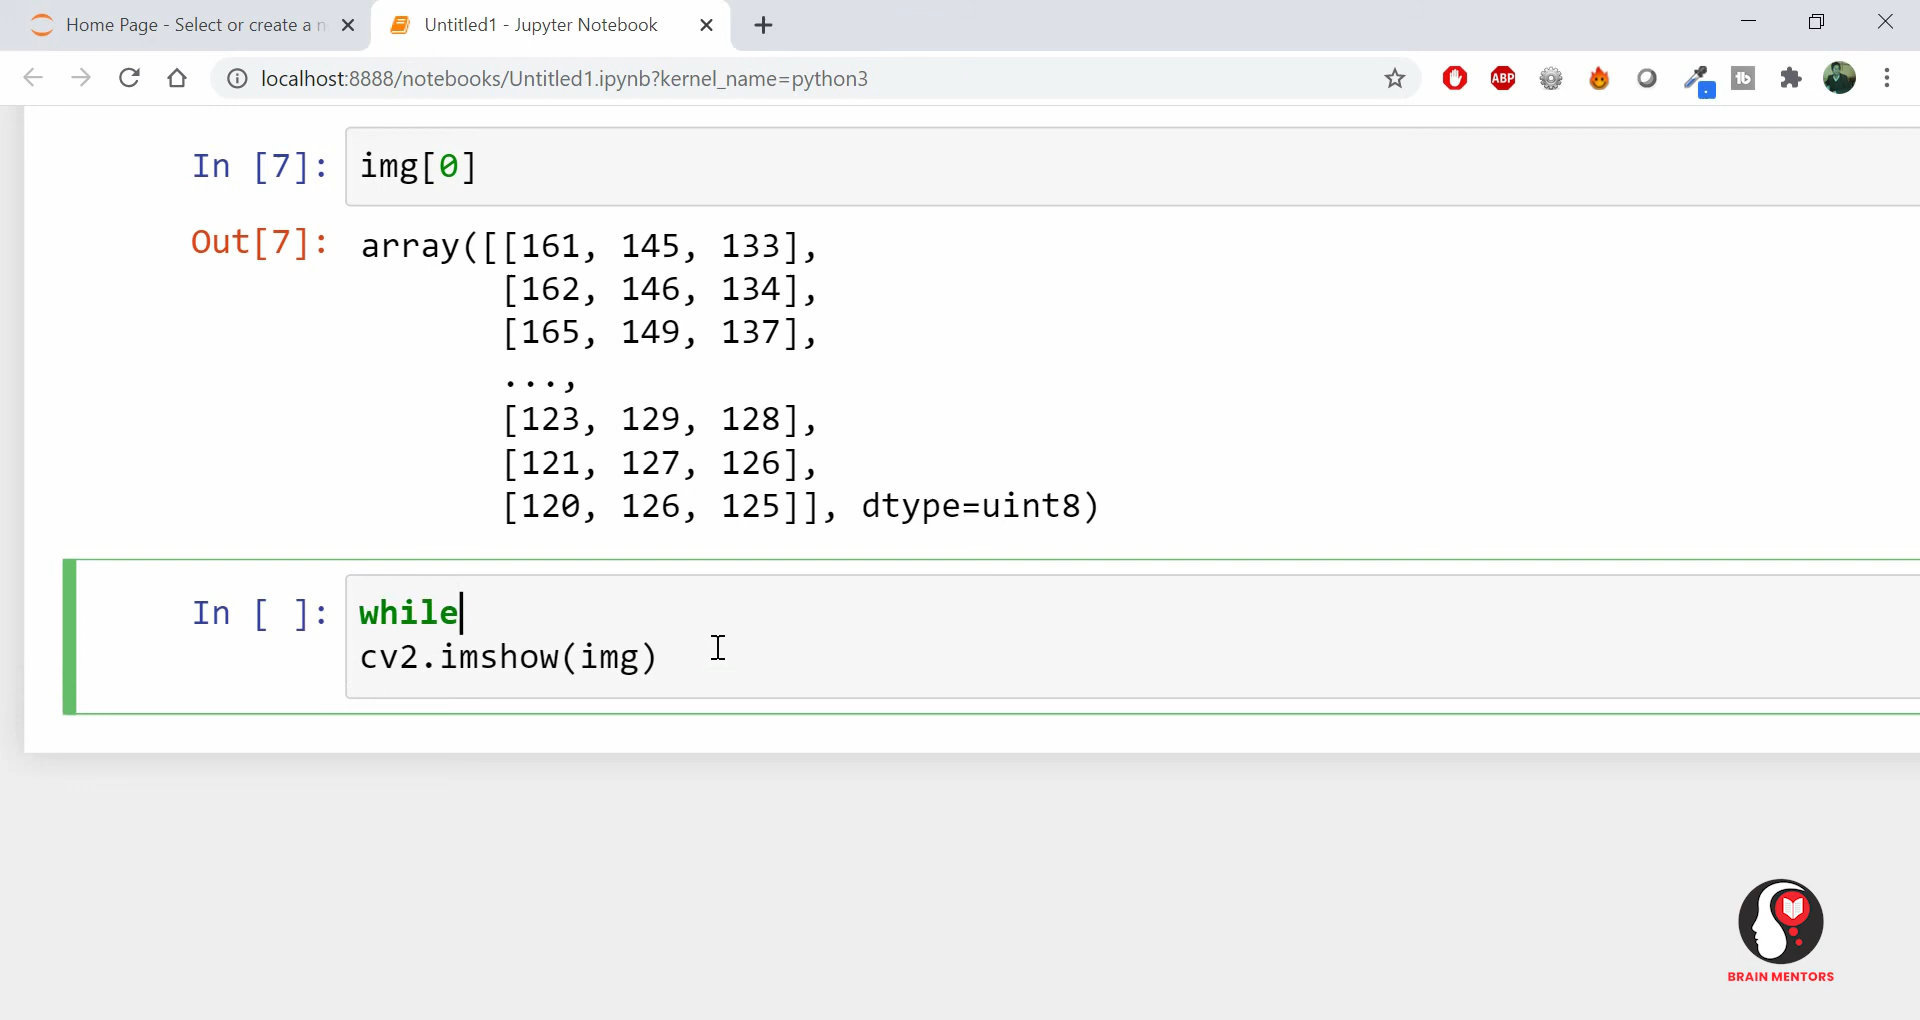 Home Page - Select or create a n
Untitled1 - Jupyter Notebook
localhost:8888/notebooks/Untitled1.ipynb?kernel_name=python3
ABP
In [7]: img[0]
Out[7]: array([[161, 145, 133],
[162, 146, 134],
[165, 149, 137],
...,
[123, 129, 128],
[121, 127, 126],
[120, 126, 125]], dtype=uint8)
In [ ]: while
cv2.imshow(img)
BRAIN MENTORS